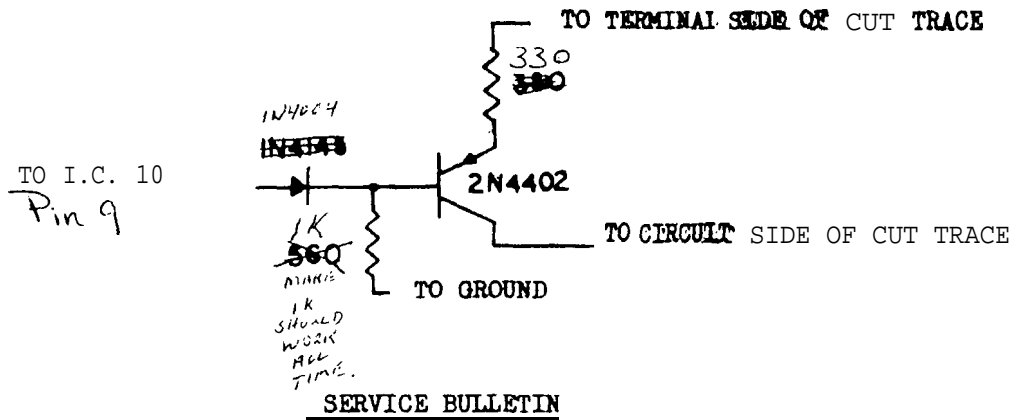 TO TERMINAL SIDE OF CUT TRACE
330
1N4004
TO I.C. 10
Pin 9
2N4402
1K
560
TO CIRCUIT SIDE OF CUT TRACE
MAKE
1K
SHOULD
WORK
ALL
TIME.
TO GROUND
SERVICE BULLETIN